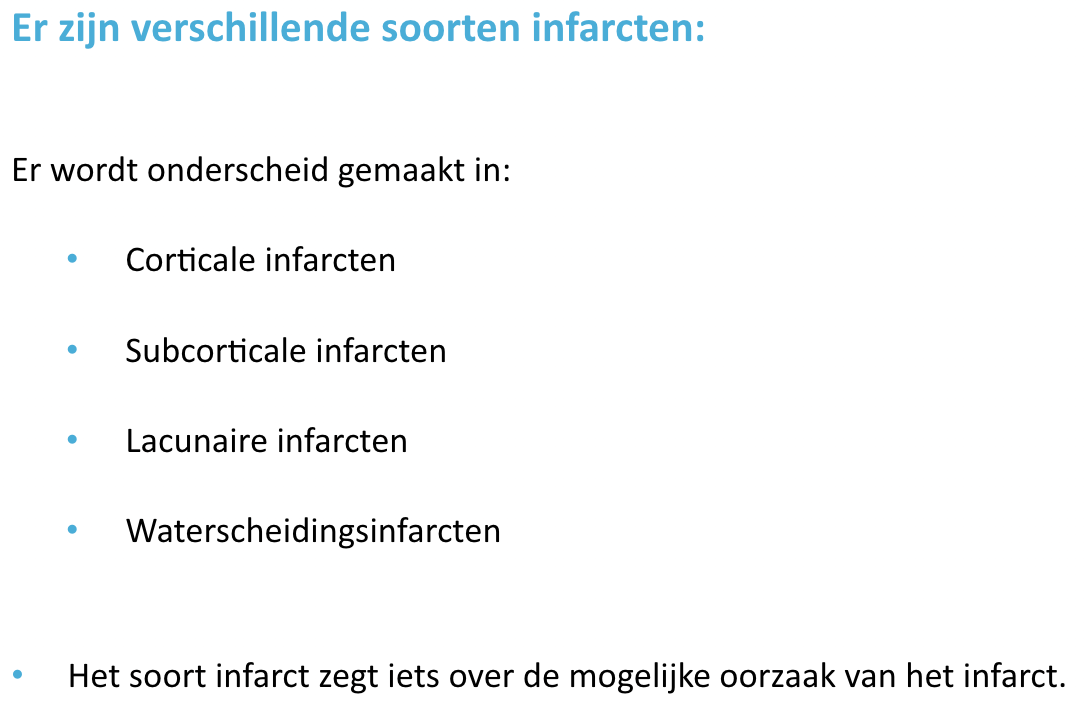 Er zijn verschillende soorten infarcten:
Er wordt onderscheid gemaakt in:
• Corticale infarcten
• Subcorticale infarcten
• Lacunaire infarcten
• Waterscheidingsinfarcten
• Het soort infarct zegt iets over de mogelijke oorzaak van het infarct.